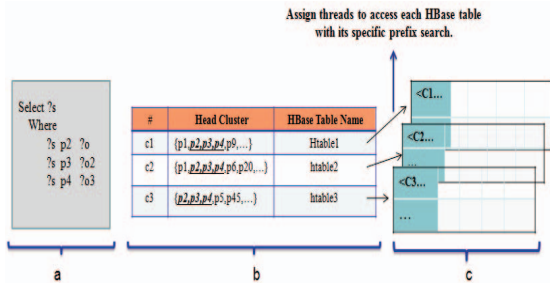 Assign threads to access each HBase table
with its specific prefix search.
Select ?s
Where
?s p2 ?o
?s p3 ?o2
?s p4 ?o3
# Head Cluster HBase Table Name
c1 {p1,p2,p3,p4,p9,…} Htable1
c2 {p1,p2,p3,p4,p6,p20,…} htable2
c3 {p2,p3,p4,p5,p45,…} htable3
<C1…
<C2…
…
<C3…
…
a b c